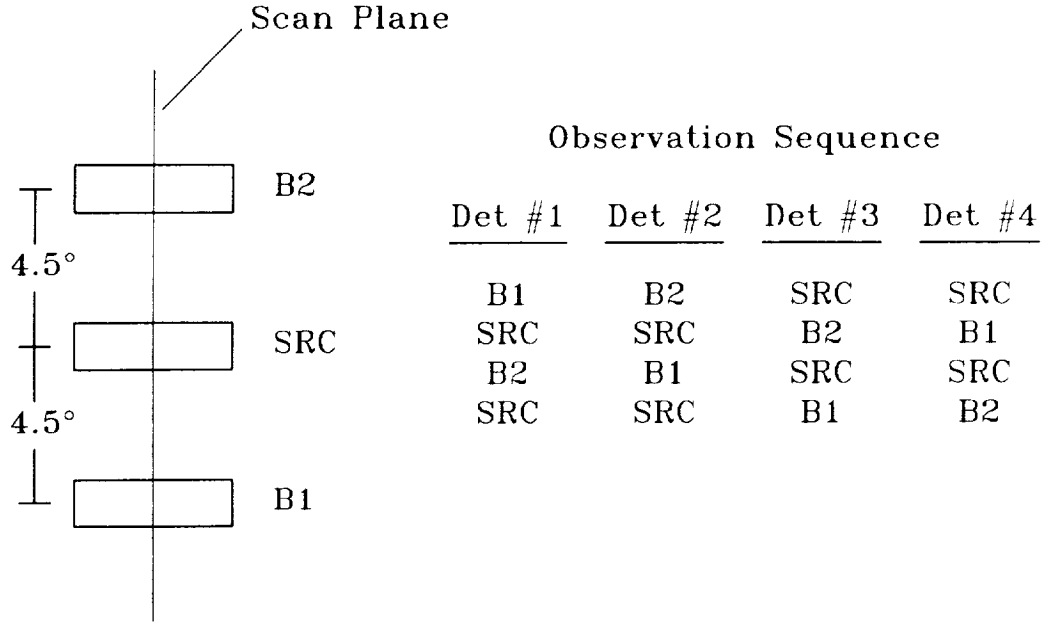 Scan Plane
B2
4.5°
SRC
4.5°
B1
Observation Sequence
Det #1 Det #2 Det #3 Det #4
B1 B2 SRC SRC
SRC SRC B2 B1
B2 B1 SRC SRC
SRC SRC B1 B2